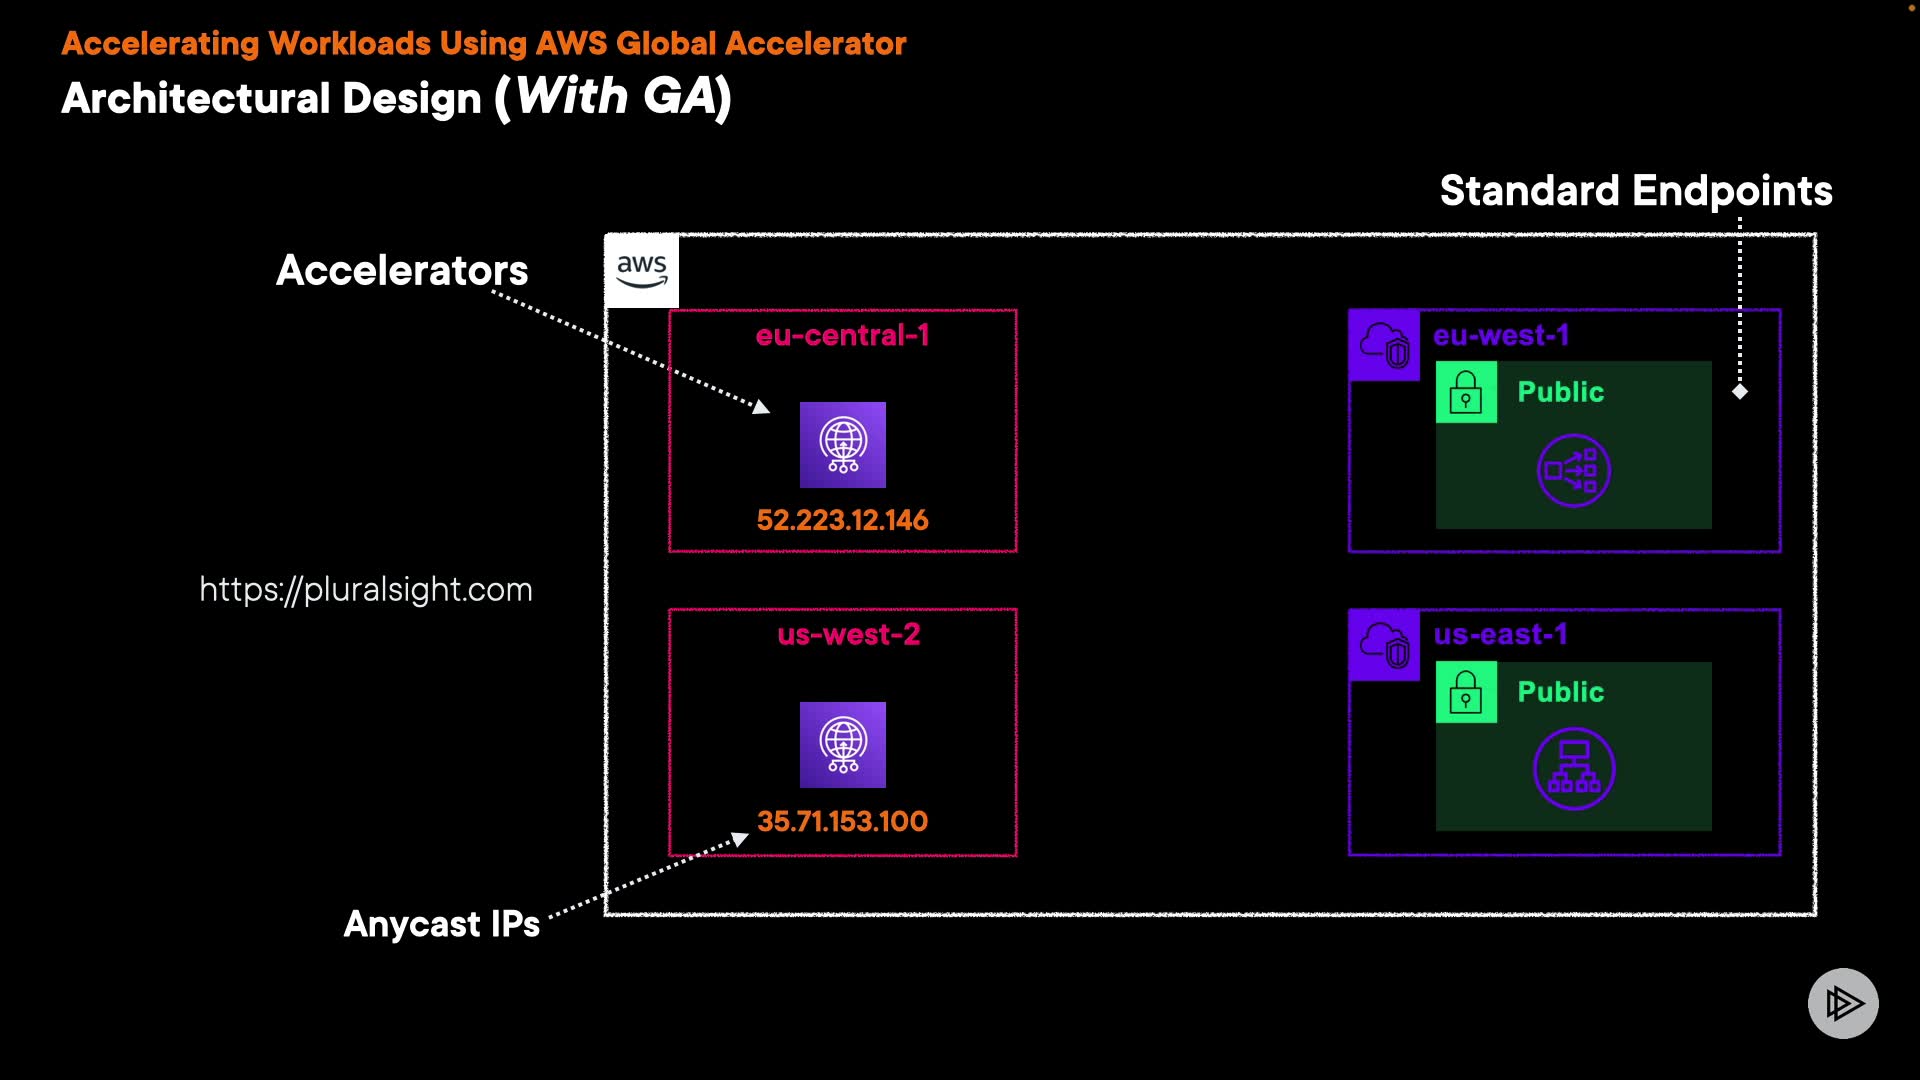 Accelerating Workloads Using AWS Global Accelerator
Architectural Design (With GA)
Standard Endpoints
Accelerators
aws
eu-central-1
52.223.12.146
eu-west-1
Public
https://pluralsight.com
us-west-2
35.71.153.100
us-east-1
Public
Anycast IPs